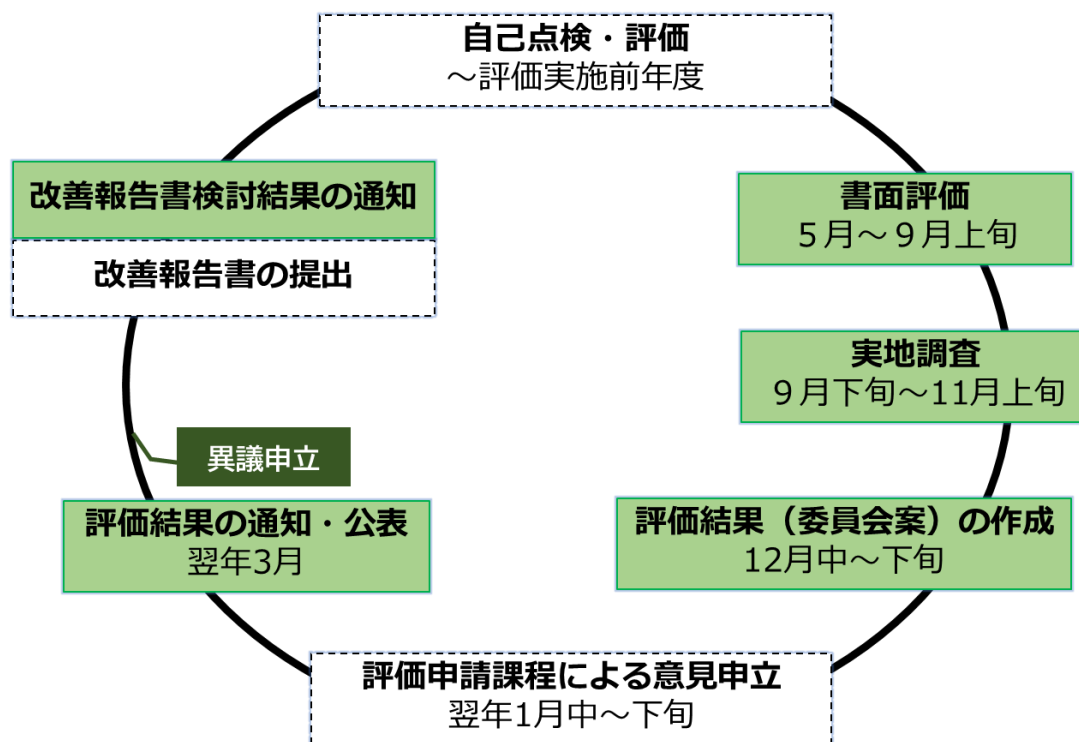 自己点検・評価
～評価実施前年度
書面評価
５月～９月上旬
実地調査
９月下旬～11月上旬
評価結果（委員会案）の作成
12月中～下旬
評価申請課程による意見申立
翌年1月中～下旬
評価結果の通知・公表
翌年3月
異議申立
改善報告書検討結果の通知
改善報告書の提出